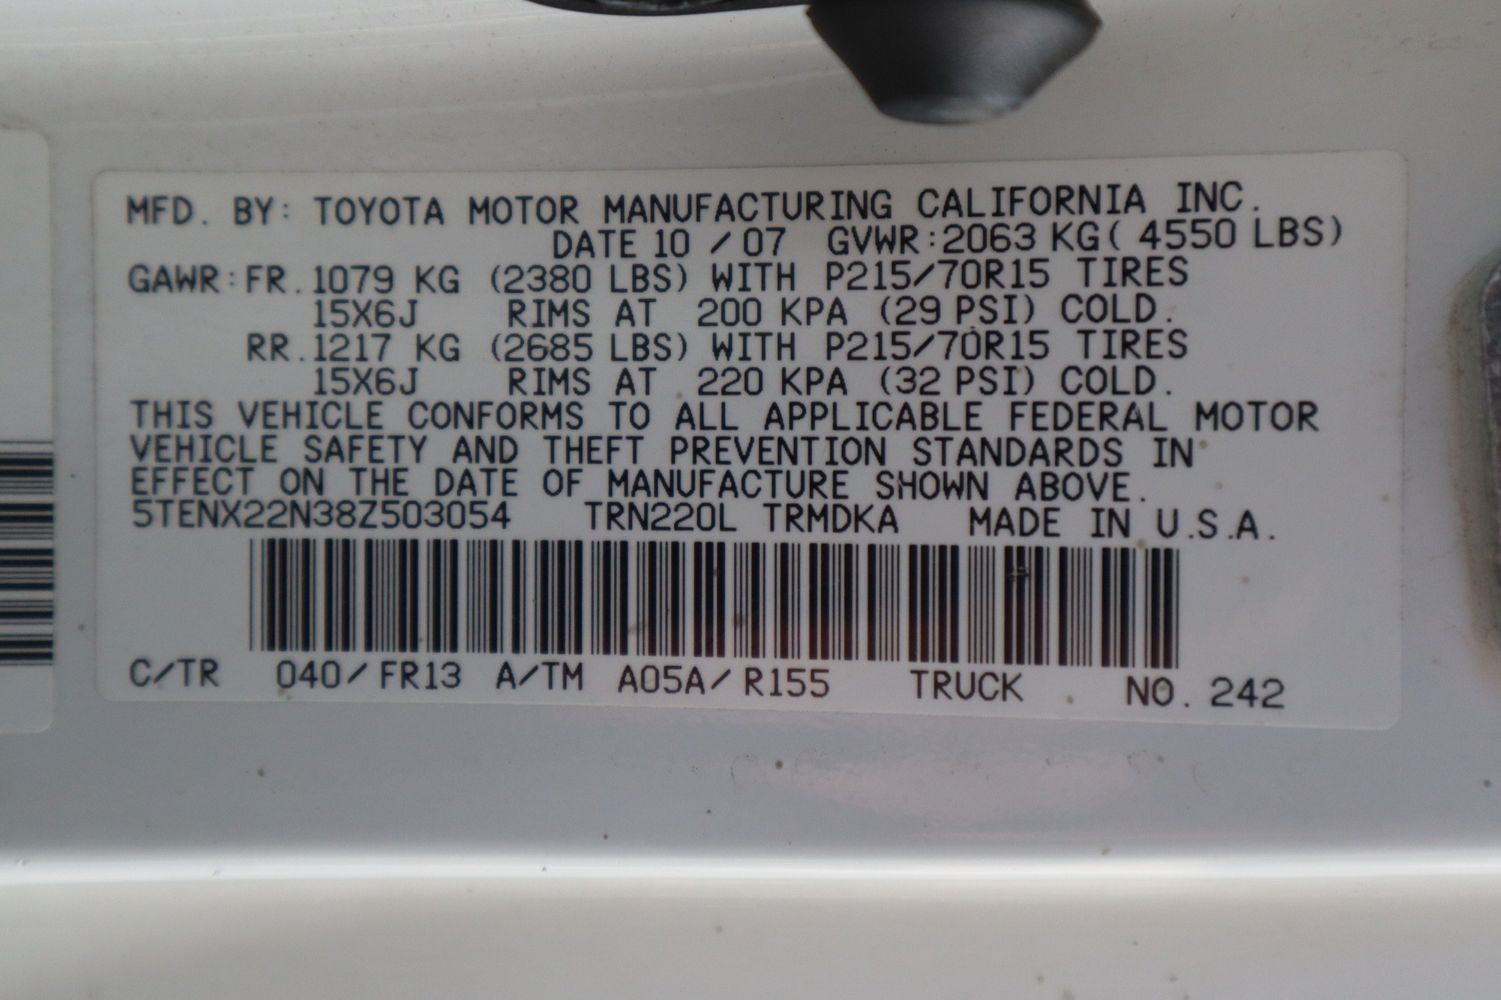 MFD. BY: TOYOTA MOTOR MANUFACTURING CALIFORNIA INC.
DATE 10 / 07 GVWR:2063 KG( 4550 LBS)
GAWR:FR.1079 KG (2380 LBS) WITH P215/70R15 TIRES
15X6J RIMS AT 200 KPA (29 PSI) COLD.
RR.1217 KG (2685 LBS) WITH P215/70R15 TIRES
15X6J RIMS AT 220 KPA (32 PSI) COLD.
THIS VEHICLE CONFORMS TO ALL APPLICABLE FEDERAL MOTOR
VEHICLE SAFETY AND THEFT PREVENTION STANDARDS IN
EFFECT ON THE DATE OF MANUFACTURE SHOWN ABOVE.
5TENX22N38Z503054 TRN220L TRMDKA MADE IN U.S.A.
C/TR 040/FR13 A/TM A05A/R155 TRUCK NO. 242